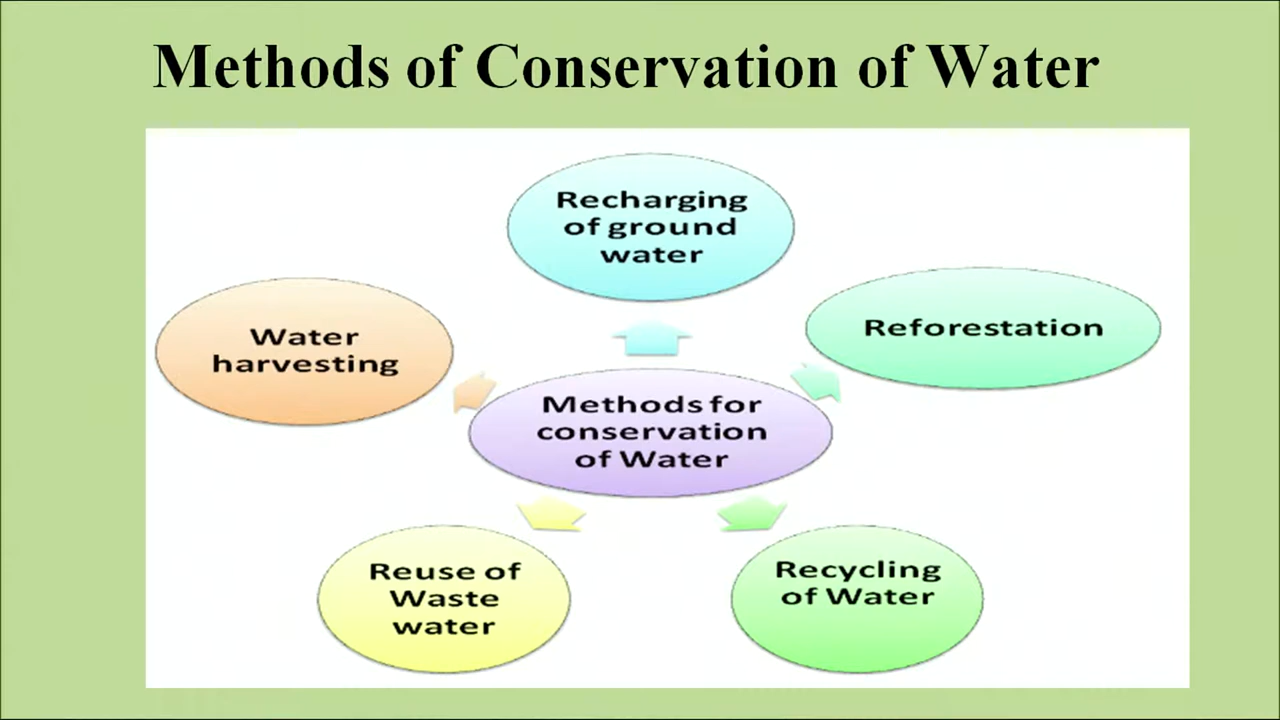 Methods of Conservation of Water
Recharging
of ground
water
Reforestation
Water
harvesting
Methods for
conservation
of Water
Reuse of
Waste
water
Recycling
of Water